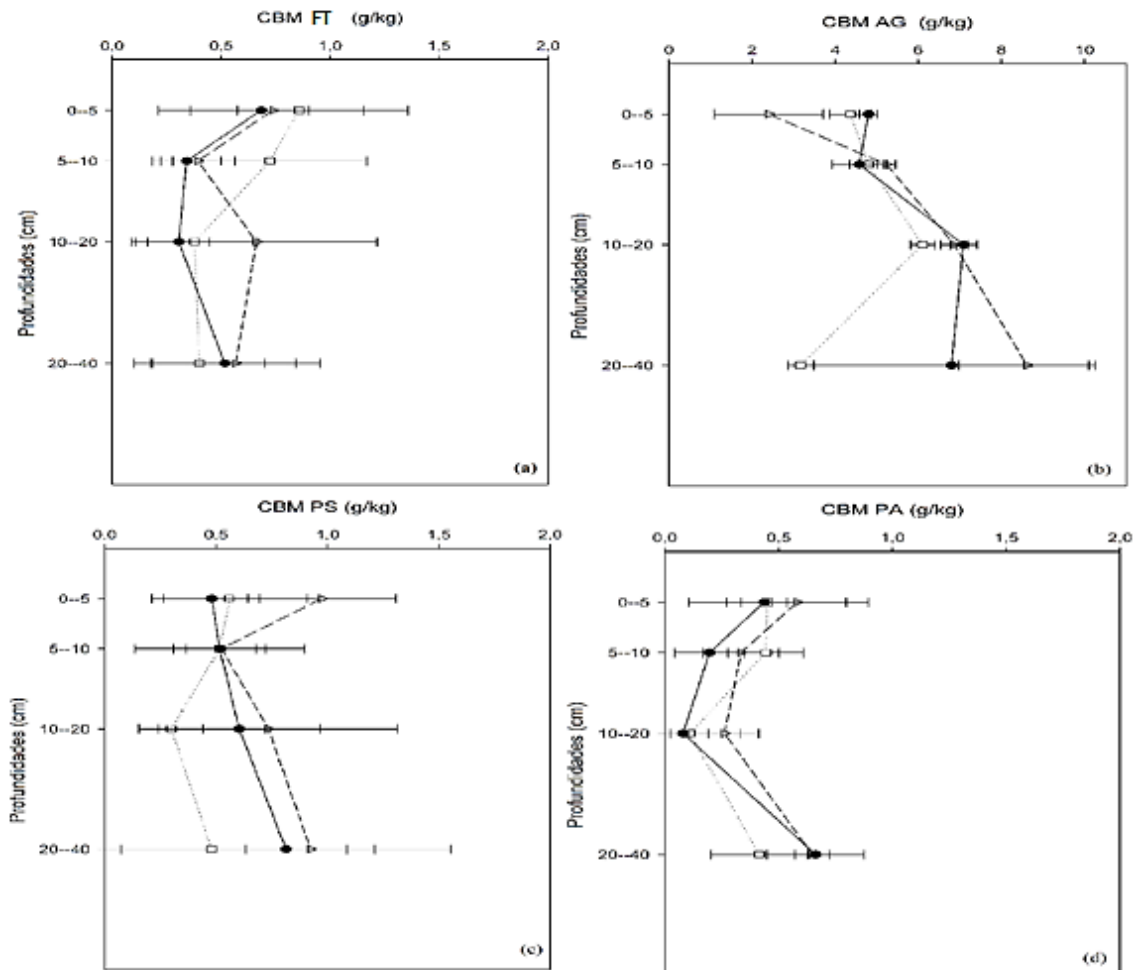 CBM FT (g/kg)
0,0 0,5 1,0 1,5 2,0
Profundidades (cm)
0--5
5--10
10--20
20--40
(a)
CBM AG (g/kg)
0 2 4 6 8 10
Profundidades (cm)
0--5
5--10
10--20
20--40
(b)
CBM PS (g/kg)
0,0 0,5 1,0 1,5 2,0
Profundidades (cm)
0--5
5--10
10--20
20--40
(c)
CBM PA (g/kg)
0,0 0,5 1,0 1,5 2,0
Profundidades (cm)
0--5
5--10
10--20
20--40
(d)